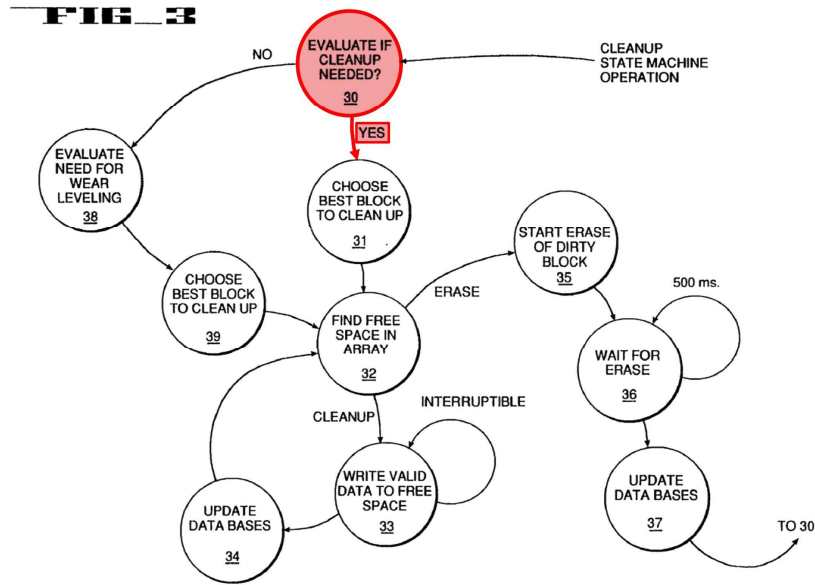 FIG_3
EVALUATE IF
CLEANUP
NEEDED?
30
NO
CLEANUP
STATE MACHINE
OPERATION
YES
EVALUATE
NEED FOR
WEAR
LEVELING
38
CHOOSE
BEST BLOCK
TO CLEAN UP
31
START ERASE
OF DIRTY
BLOCK
35
CHOOSE
BEST BLOCK
TO CLEAN UP
39
ERASE
500 ms.
FIND FREE
SPACE IN
ARRAY
32
WAIT FOR
ERASE
36
CLEANUP
INTERRUPTIBLE
WRITE VALID
DATA TO FREE
SPACE
33
UPDATE
DATA BASES
34
UPDATE
DATA BASES
37
TO 30